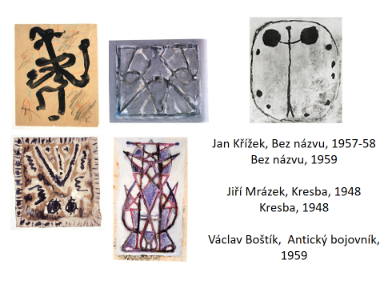 Jan Křížek, Bez názvu, 1957-58
Bez názvu, 1959
Jiří Mrázek, Kresba, 1948
Kresba, 1948
Václav Boštík,  Antický bojovník,
1959